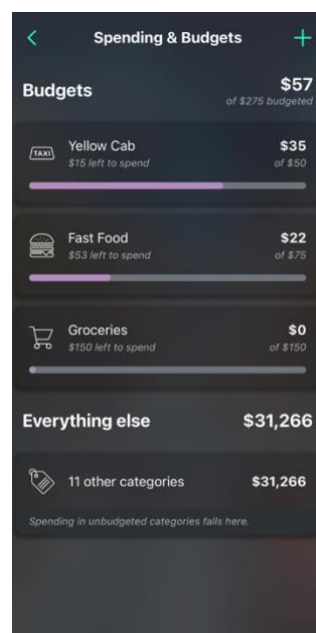 Spending & Budgets
Budgets
$57
of $275 budgeted
TAXI
Yellow Cab
$35
$15 left to spend
of $50
Fast Food
$22
$53 left to spend
of $75
Groceries
$0
$150 left to spend
of $150
Everything else
$31,266
11 other categories
$31,266
Spending in unbudgeted categories falls here.